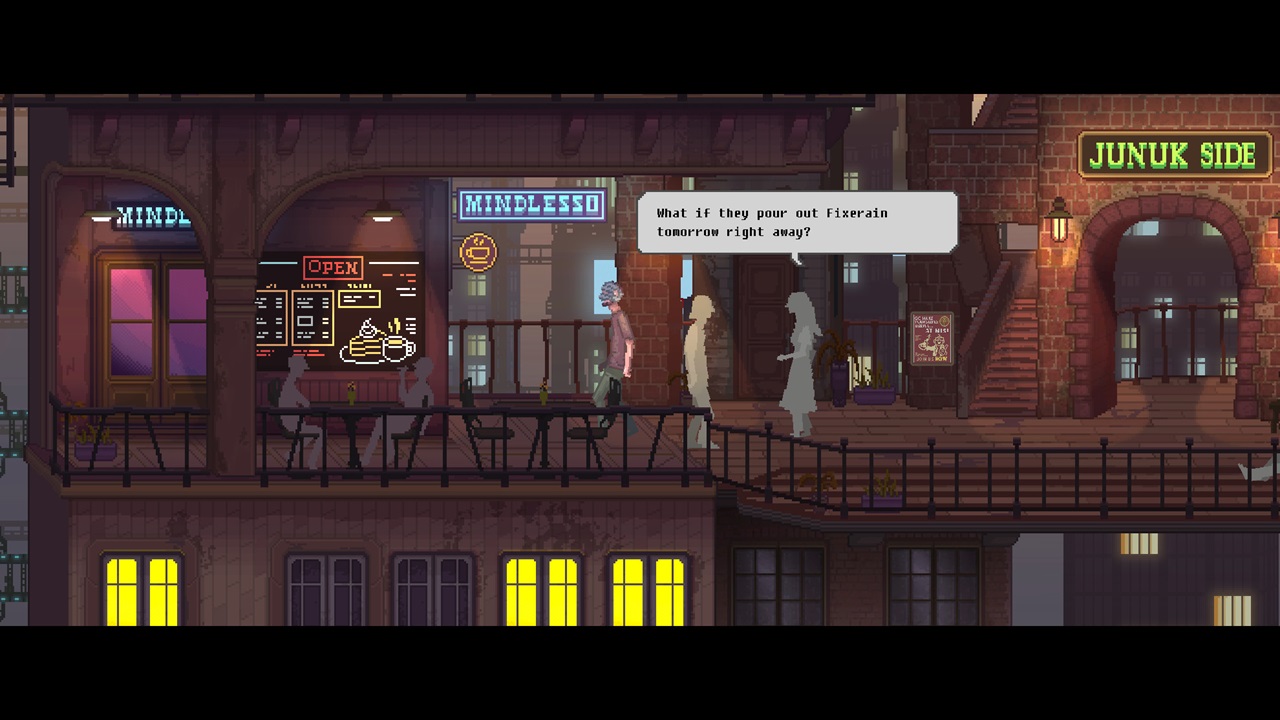 JUNUK SIDE
MINDL
MINDLESSO
What if they pour out Fixerain
tomorrow right away?
OPEN